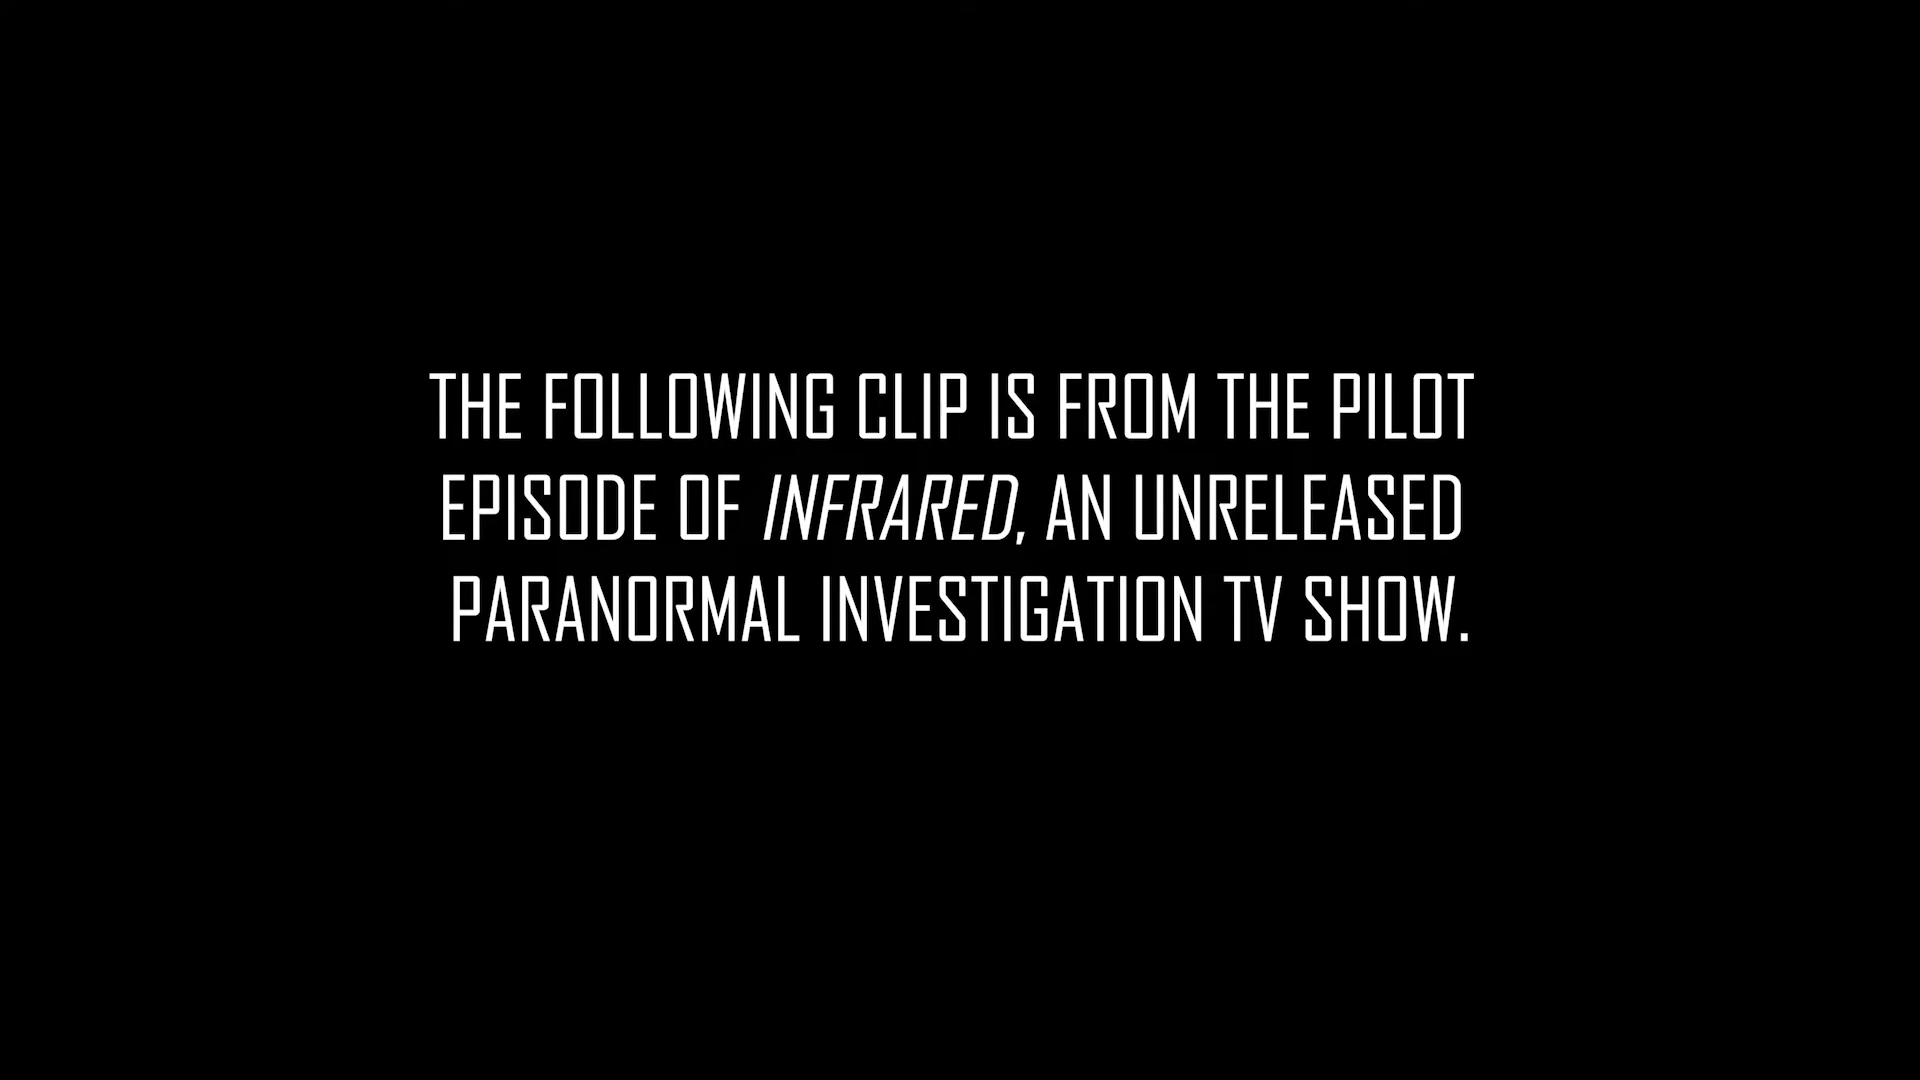 THE FOLLOWING CLIP IS FROM THE PILOT
EPISODE OF INFRARED, AN UNRELEASED
PARANORMAL INVESTIGATION TV SHOW.